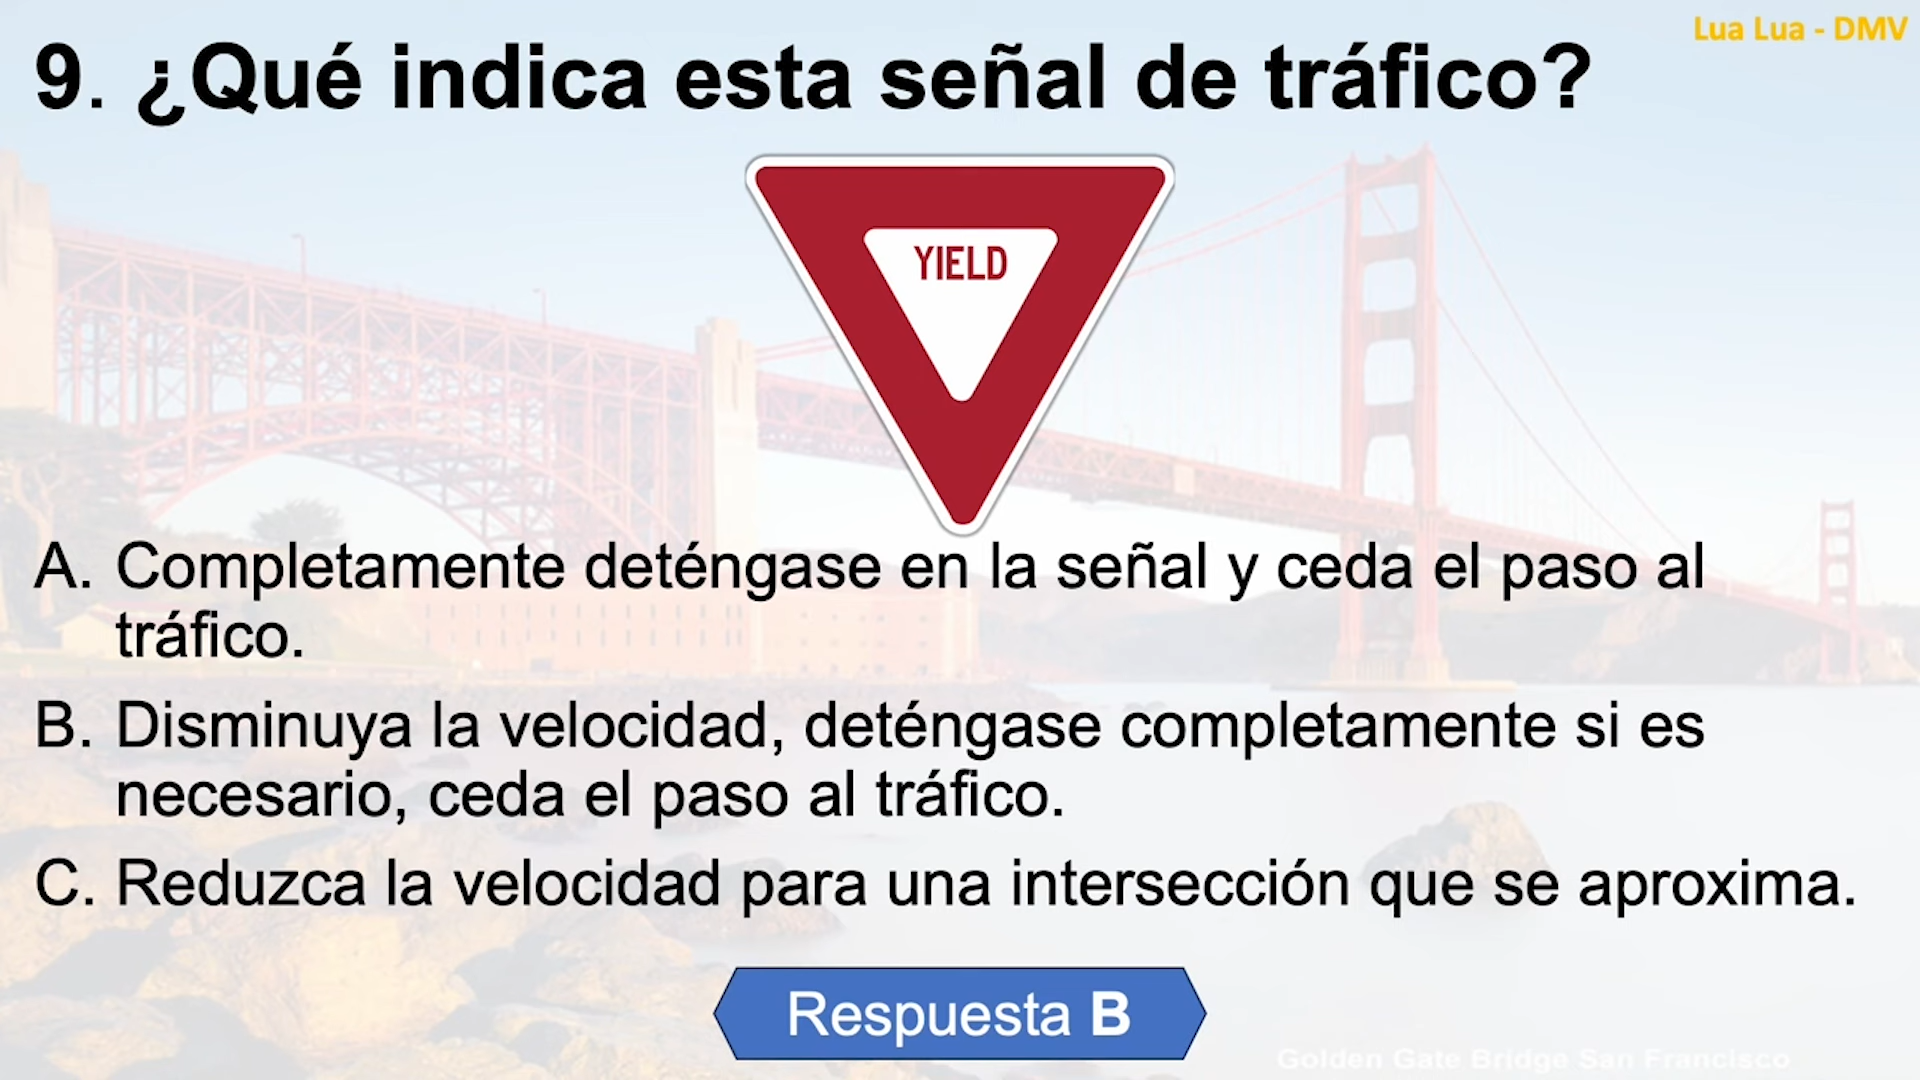 Lua Lua - DMV
9. ¿Qué indica esta señal de tráfico?
YIELD
A. Completamente deténgase en la señal y ceda el paso al
tráfico.
B. Disminuya la velocidad, deténgase completamente si es
necesario, ceda el paso al tráfico.
C. Reduzca la velocidad para una intersección que se aproxima.
Respuesta B
Golden Gate Bridge San Francisco